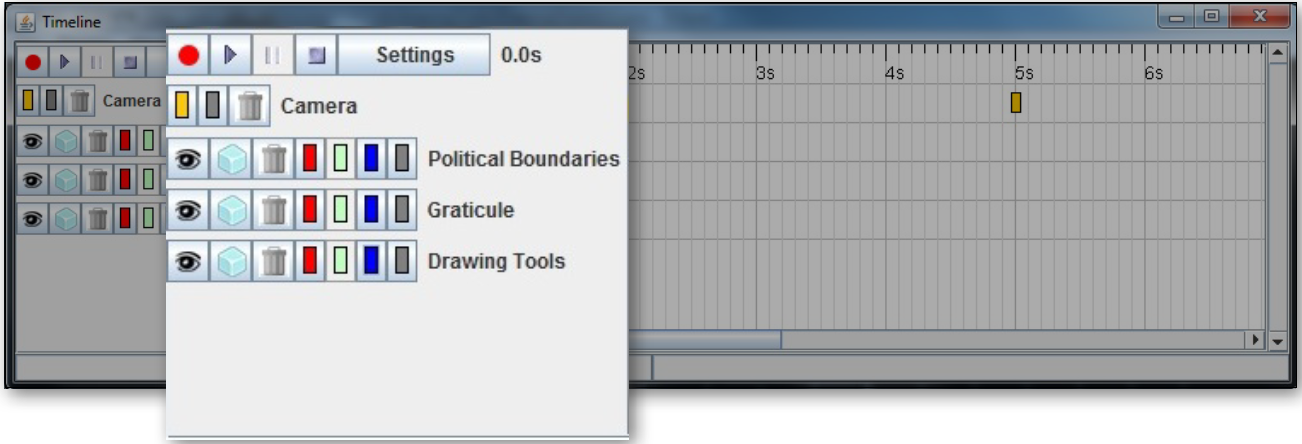 Timeline
Settings 0.0s
2s 3s 4s 5s 6s
Camera
Camera
Political Boundaries
Graticule
Drawing Tools